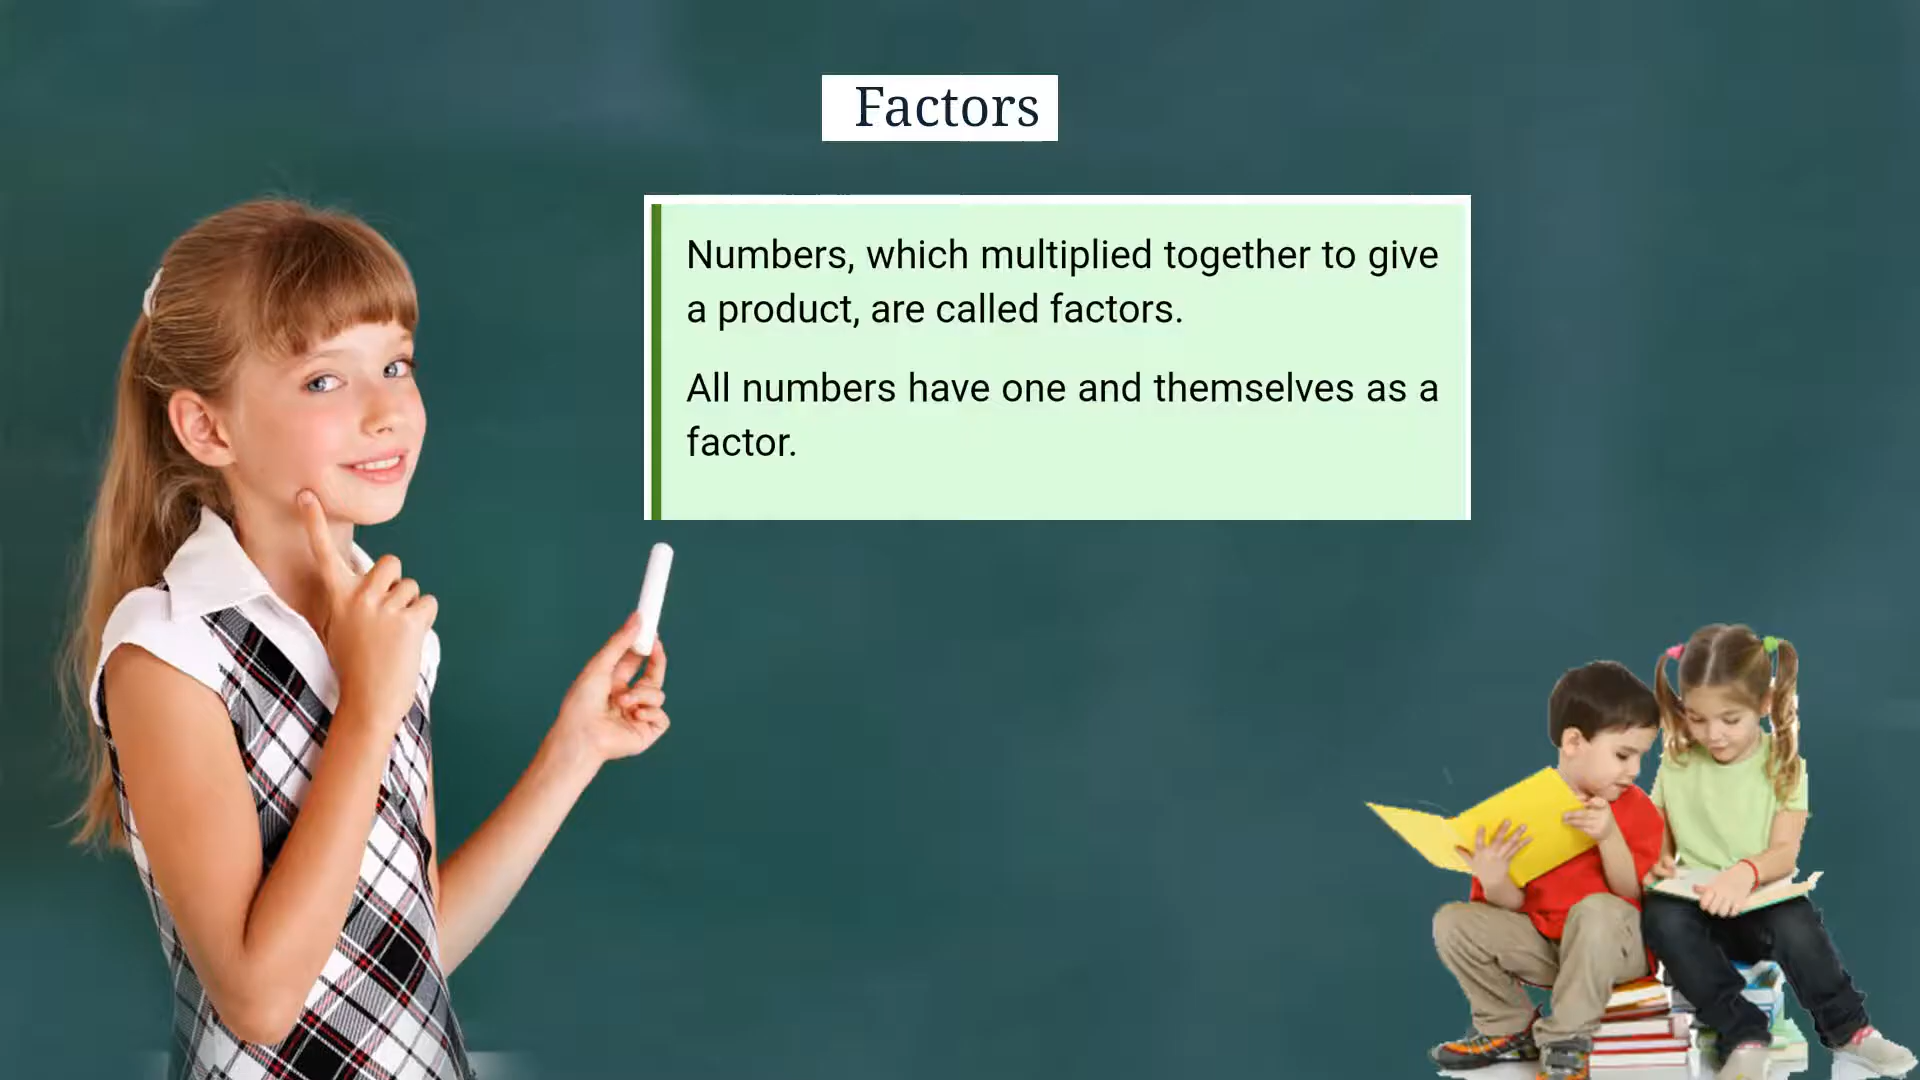 Factors
Numbers, which multiplied together to give
a product, are called factors.
All numbers have one and themselves as a
factor.